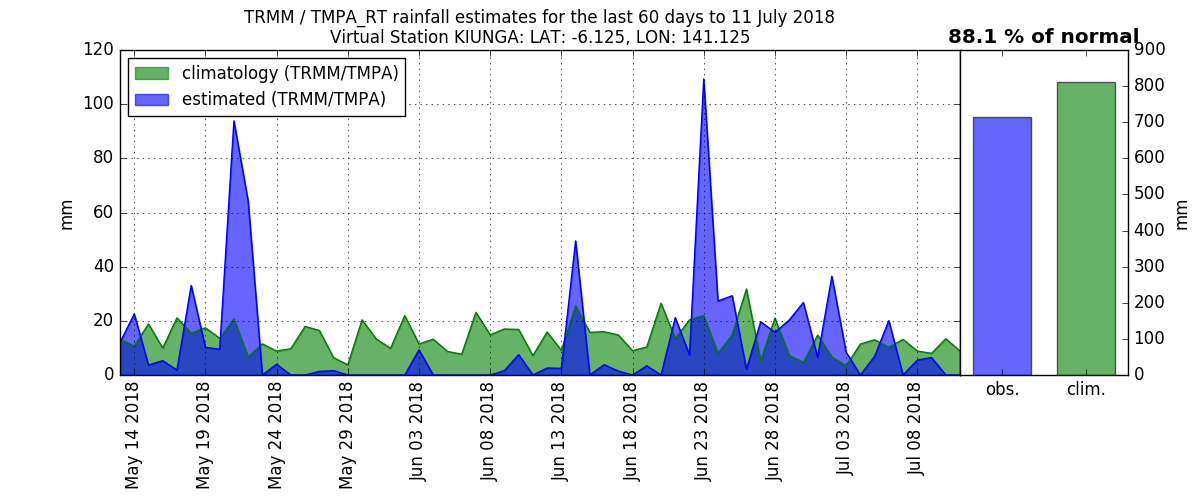 TRMM / TMPA_RT rainfall estimates for the last 60 days to 11 July 2018
Virtual Station KIUNGA: LAT: -6.125, LON: 141.125
88.1 % of normal
climatology (TRMM/TMPA)
estimated (TRMM/TMPA)
mm
120
100
80
60
40
20
0
May 14 2018
May 19 2018
May 24 2018
May 29 2018
Jun 03 2018
Jun 08 2018
Jun 13 2018
Jun 18 2018
Jun 23 2018
Jun 28 2018
Jul 03 2018
Jul 08 2018
obs.
clim.
900
800
700
600
500
400
300
200
100
0
mm